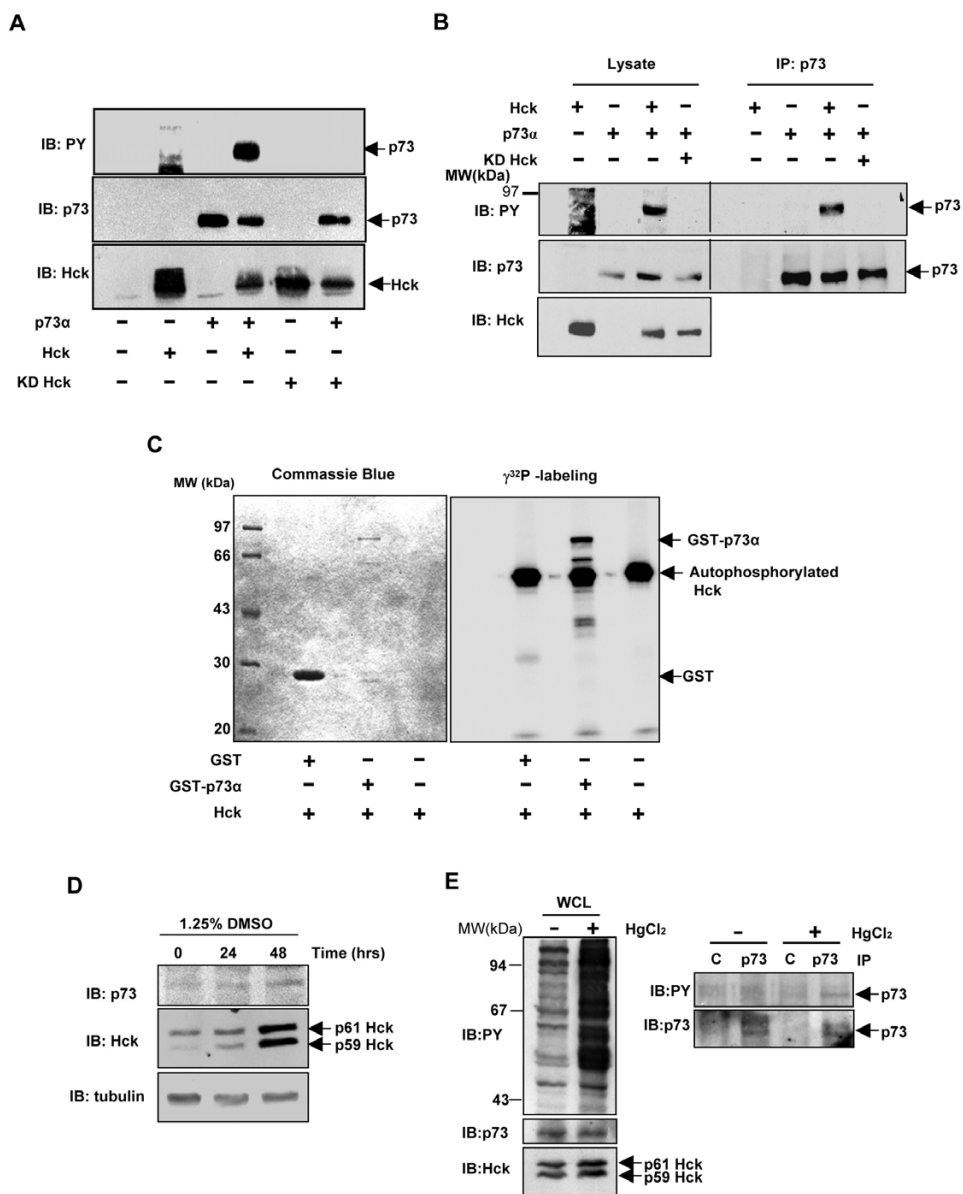 A
IB: PY
p73
IB: p73
p73
IB: Hck
Hck
p73α – – + + – +
Hck – + – + – –
KD Hck – – – – + +
B
Lysate IP: p73
Hck + – + – + – + –
p73α – + + + – + + +
KD Hck – – – + – – – +
MW(kDa)
97
IB: PY
p73
IB: p73
p73
IB: Hck
C
Commassie Blue γ³²P -labeling
MW (kDa)
97
66
43
30
20
GST-p73α
Autophosphorylated
Hck
GST
GST + – – + – –
GST-p73α – + – – + –
Hck + + + + + +
D
1.25% DMSO
0 24 48 Time (hrs)
IB: p73
IB: Hck
p61 Hck
p59 Hck
IB: tubulin
E
WCL
MW(kDa) – + HgCl₂
94
67
IB:PY
43
IB:p73
IB:Hck
p61 Hck
p59 Hck
– + HgCl₂
C p73 C p73 IP
IB:PY
p73
IB:p73
p73